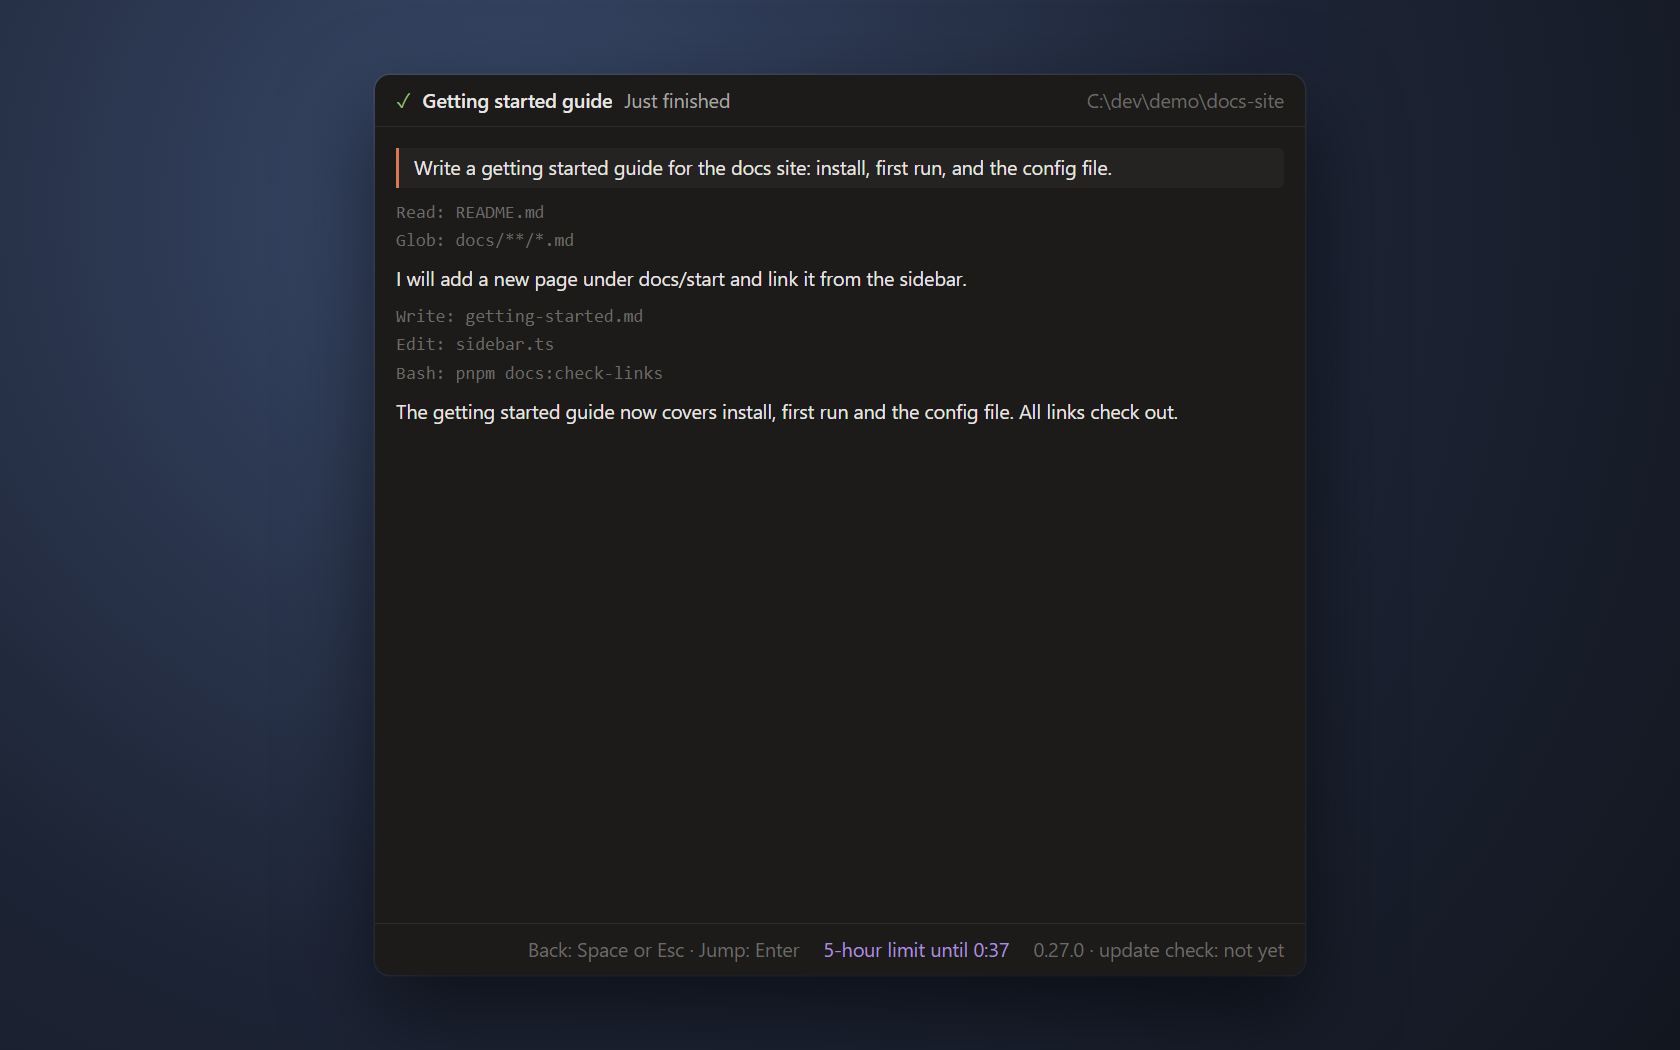 ✓ Getting started guide Just finished C:\dev\demo\docs-site
Write a getting started guide for the docs site: install, first run, and the config file.
Read: README.md
Glob: docs/**/*.md
I will add a new page under docs/start and link it from the sidebar.
Write: getting-started.md
Edit: sidebar.ts
Bash: pnpm docs:check-links
The getting started guide now covers install, first run and the config file. All links check out.
Back: Space or Esc · Jump: Enter 5-hour limit until 0:37 0.27.0 · update check: not yet